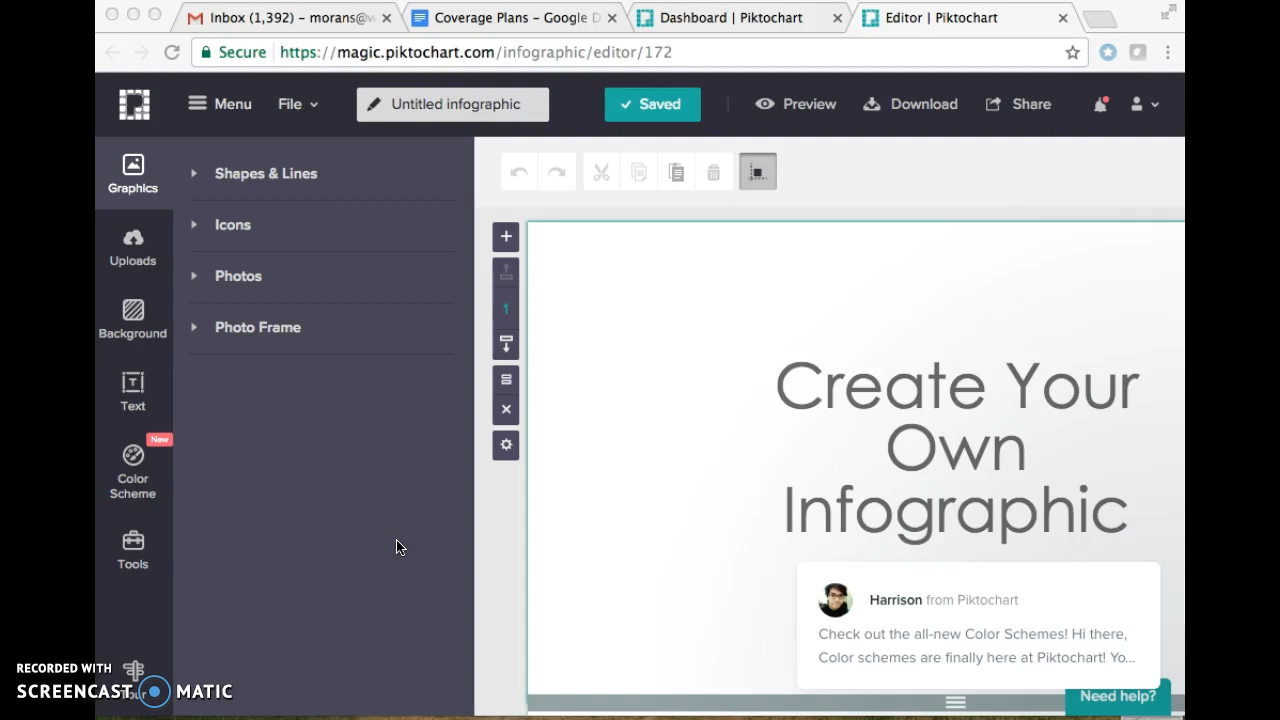 Inbox (1,392) – morans@w
Coverage Plans – Google D
Dashboard | Piktochart
Editor | Piktochart
Secure
https://magic.piktochart.com/infographic/editor/172
Menu
File
Untitled infographic
Saved
Preview
Download
Share
Graphics
Uploads
Background
Text
New
Color
Scheme
Tools
Tour
Shapes & Lines
Icons
Photos
Photo Frame
1
Create Your
Own
Infographic
Harrison from Piktochart
Check out the all-new Color Schemes! Hi there,
Color schemes are finally here at Piktochart! Yo...
Need help?
RECORDED WITH
SCREENCAST MATIC